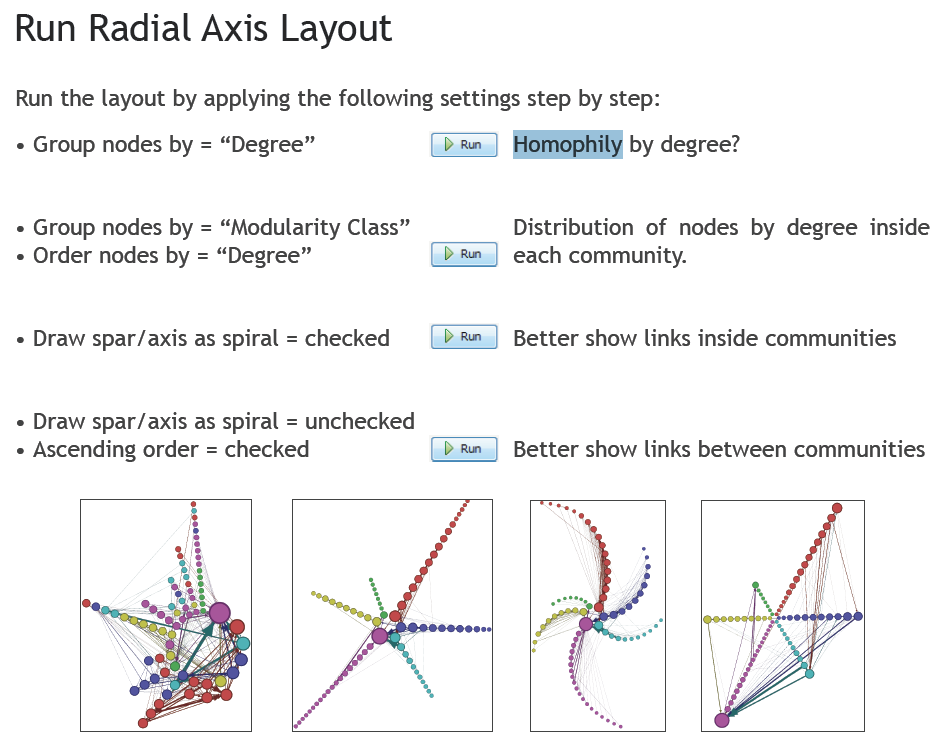 Run Radial Axis Layout
Run the layout by applying the following settings step by step:
• Group nodes by = “Degree”
Run
Homophily by degree?
• Group nodes by = “Modularity Class”
• Order nodes by = “Degree”
Run
Distribution of nodes by degree inside
each community.
• Draw spar/axis as spiral = checked
Run
Better show links inside communities
• Draw spar/axis as spiral = unchecked
• Ascending order = checked
Run
Better show links between communities